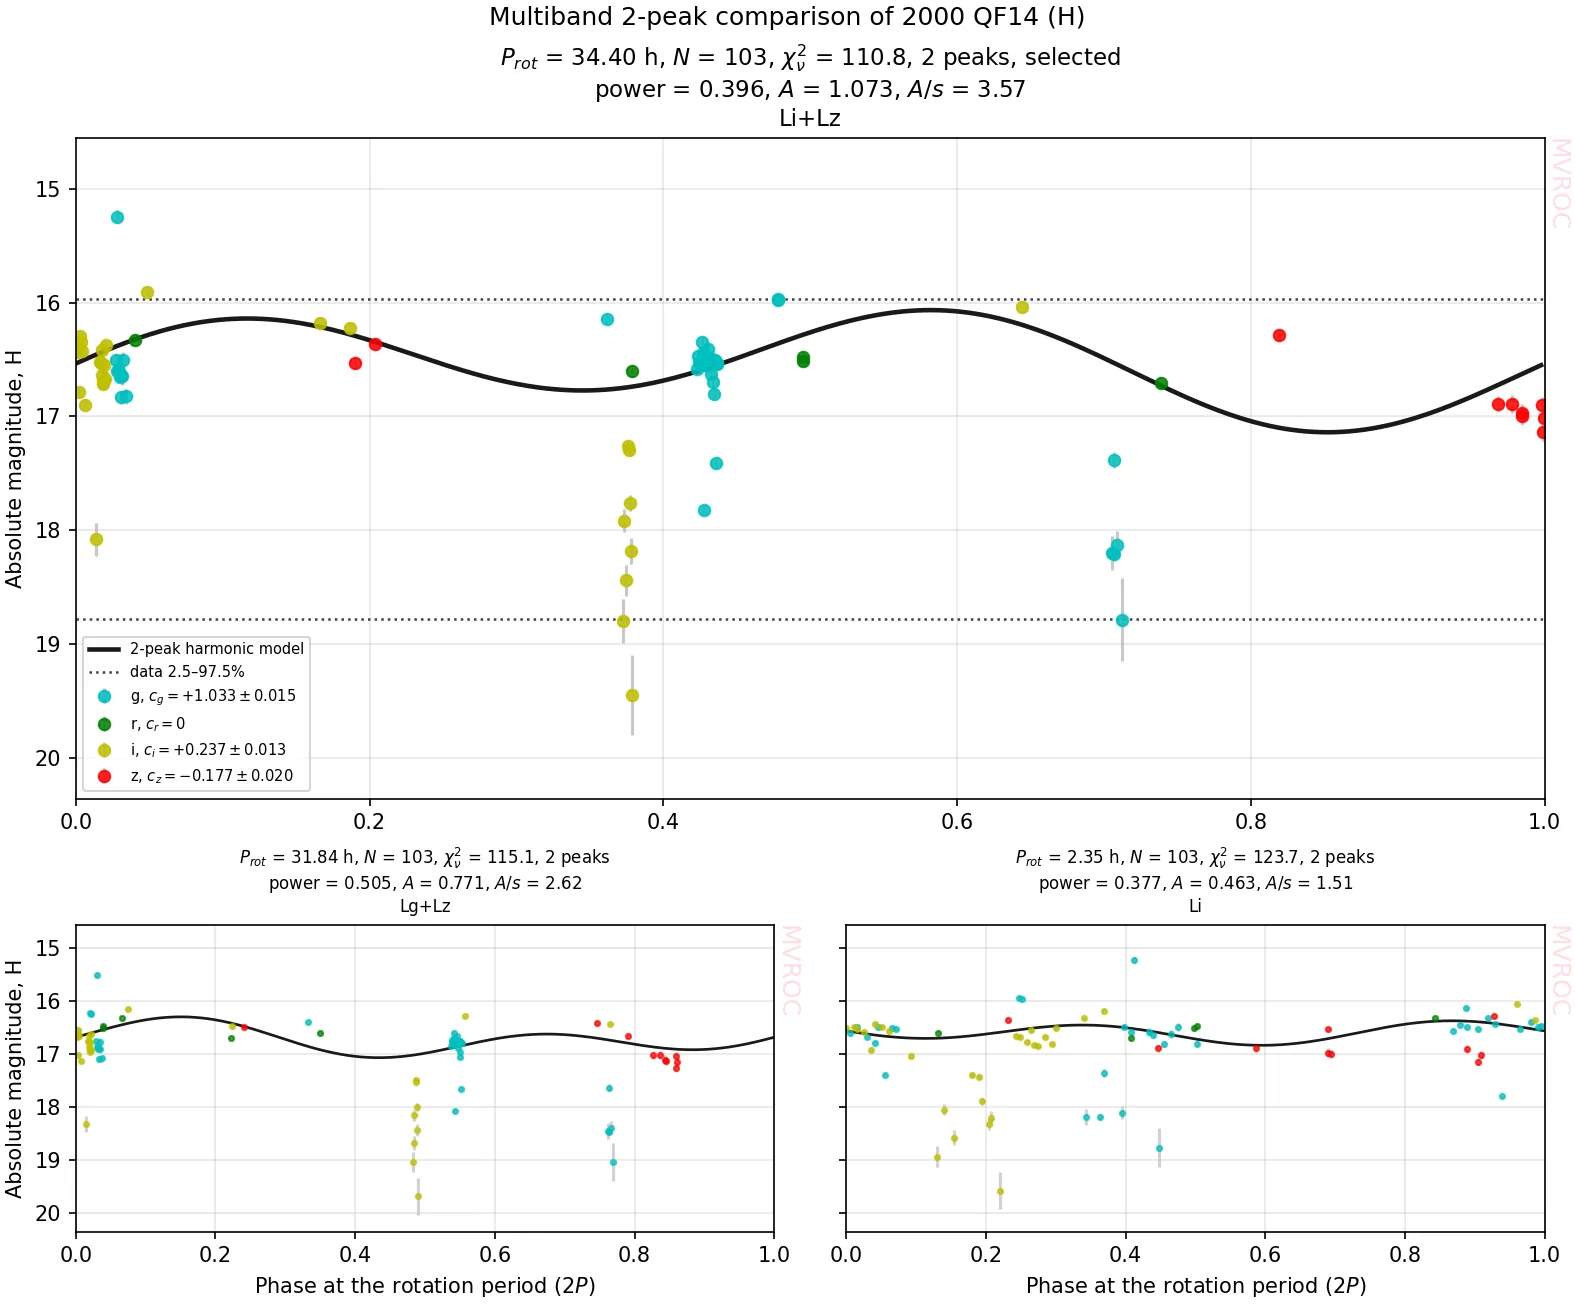 Multiband 2-peak comparison of 2000 QF14 (H)
P_rot = 34.40 h, N = 103, χ²_ν = 110.8, 2 peaks, selected
power = 0.396, A = 1.073, A/s = 3.57
Li+Lz
MVROC
Absolute magnitude, H
15
16
17
18
19
20
2-peak harmonic model
data 2.5–97.5%
g, c_g = +1.033 ± 0.015
r, c_r = 0
i, c_i = +0.237 ± 0.013
z, c_z = −0.177 ± 0.020
0.0 0.2 0.4 0.6 0.8 1.0
P_rot = 31.84 h, N = 103, χ²_ν = 115.1, 2 peaks
power = 0.505, A = 0.771, A/s = 2.62
Lg+Lz
MVROC
Absolute magnitude, H
15
16
17
18
19
20
0.0 0.2 0.4 0.6 0.8 1.0
Phase at the rotation period (2P)
P_rot = 2.35 h, N = 103, χ²_ν = 123.7, 2 peaks
power = 0.377, A = 0.463, A/s = 1.51
Li
MVROC
0.0 0.2 0.4 0.6 0.8 1.0
Phase at the rotation period (2P)